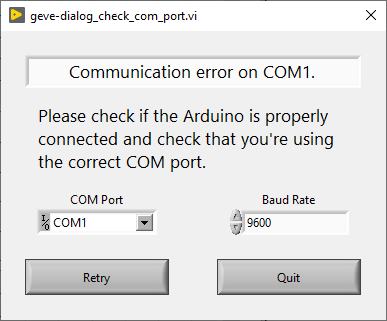 geve-dialog_check_com_port.vi
Communication error on COM1.
Please check if the Arduino is properly
connected and check that you're using
the correct COM port.
COM Port Baud Rate
I/O COM1 9600
Retry Quit